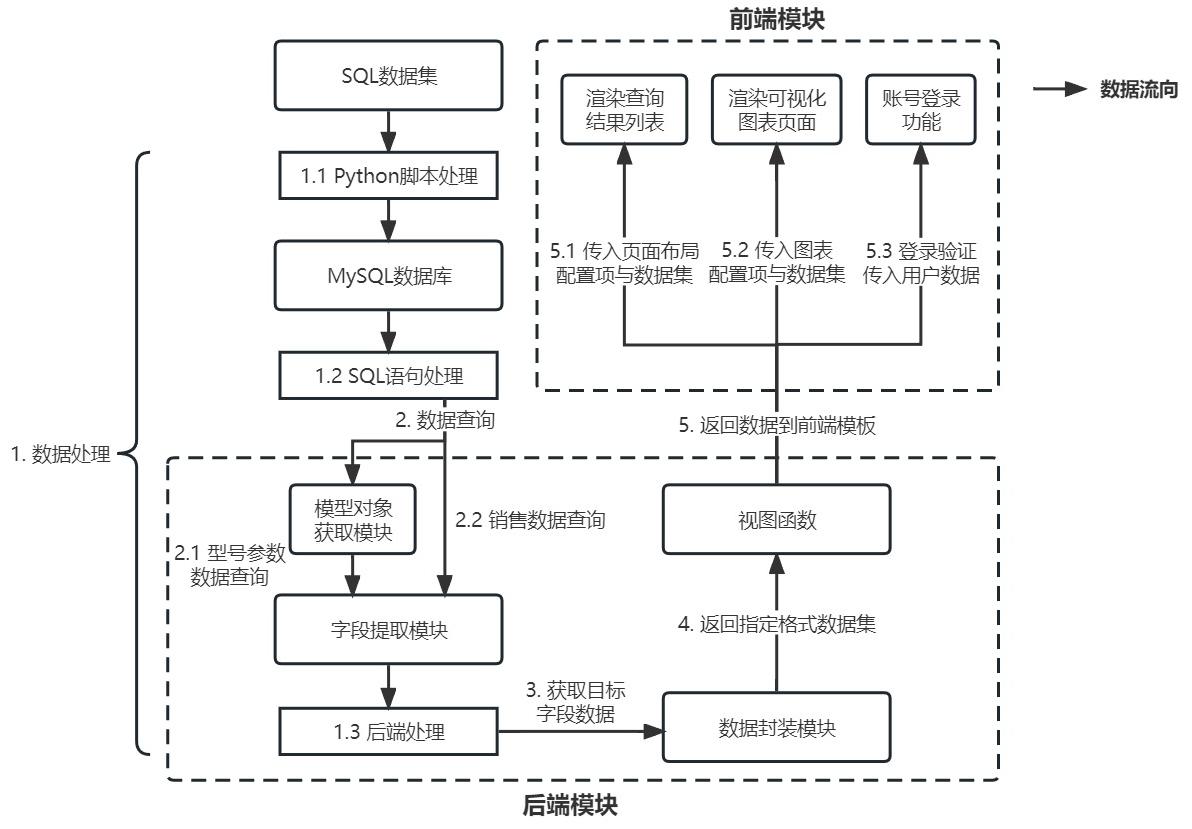 前端模块
SQL数据集
渲染查询
结果列表
渲染可视化
图表页面
账号登录
功能
数据流向
1.1 Python脚本处理
MySQL数据库
5.1 传入页面布局
配置项与数据集
5.2 传入图表
配置项与数据集
5.3 登录验证
传入用户数据
1.2 SQL语句处理
2. 数据查询
5. 返回数据到前端模板
1. 数据处理
模型对象
获取模块
2.2 销售数据查询
视图函数
2.1 型号参数
数据查询
字段提取模块
4. 返回指定格式数据集
3. 获取目标
字段数据
1.3 后端处理
数据封装模块
后端模块